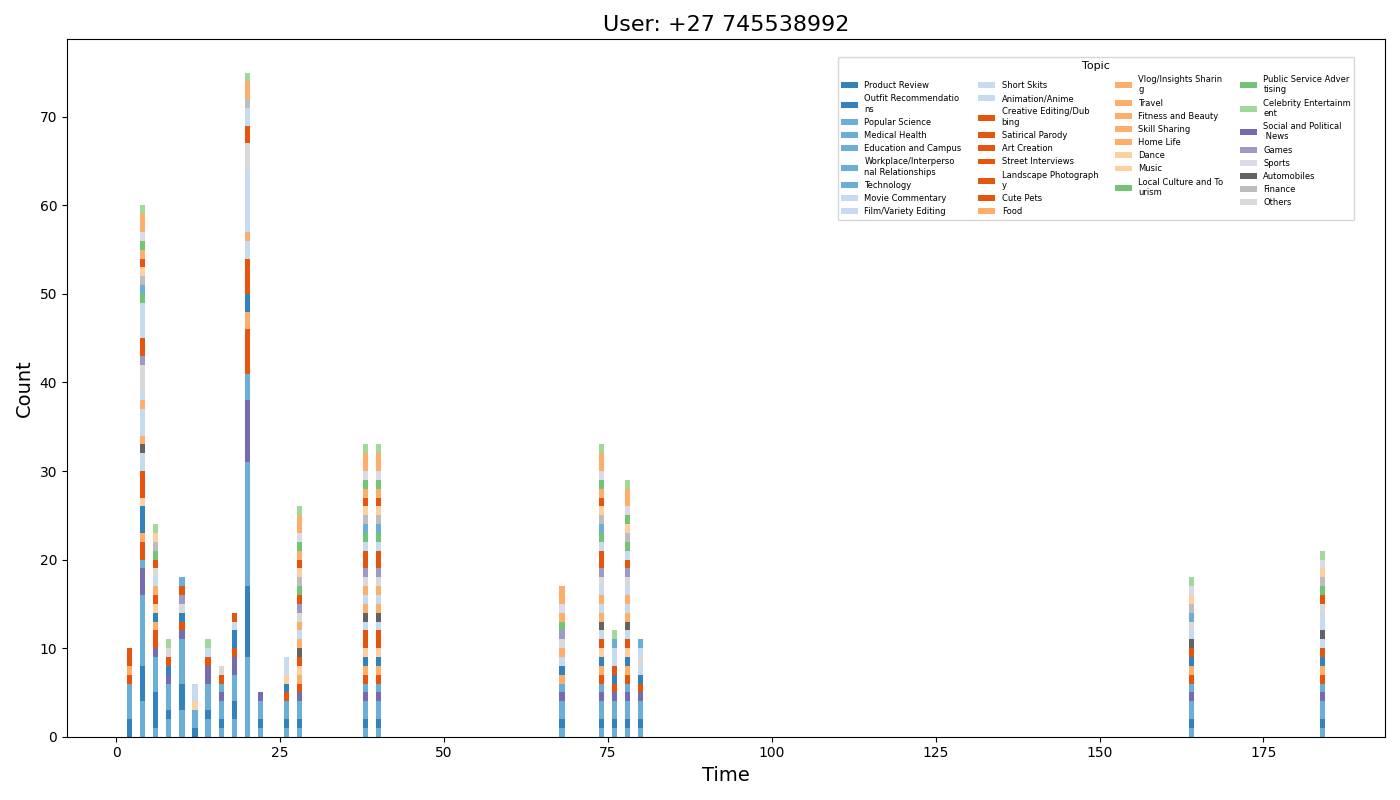 User: +27 745538992
Topic
Product Review
Outfit Recommendatio
ns
Popular Science
Medical Health
Education and Campus
Workplace/Interperso
nal Relationships
Technology
Movie Commentary
Film/Variety Editing
Short Skits
Animation/Anime
Creative Editing/Dub
bing
Satirical Parody
Art Creation
Street Interviews
Landscape Photograph
y
Cute Pets
Food
Vlog/Insights Sharin
g
Travel
Fitness and Beauty
Skill Sharing
Home Life
Dance
Music
Local Culture and To
urism
Public Service Adver
tising
Celebrity Entertainm
ent
Social and Political
News
Games
Sports
Automobiles
Finance
Others
Count
70
60
50
40
30
20
10
0
0 25 50 75 100 125 150 175
Time